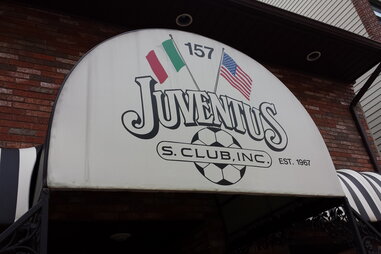 157
JUVENTUS
S. CLUB, INC.
EST. 1967